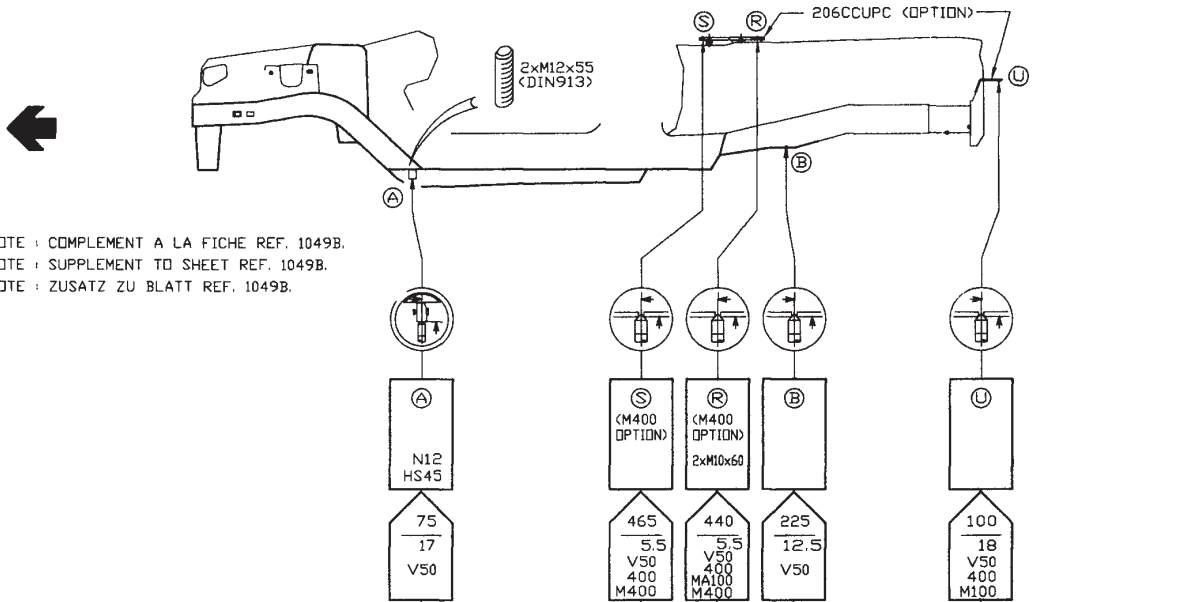 S R 206CCUPC (OPTION)
U
2xM12x55
(DIN913)
B
A
OTE : COMPLEMENT A LA FICHE REF. 1049B.
OTE : SUPPLEMENT TO SHEET REF. 1049B.
OTE : ZUSATZ ZU BLATT REF. 1049B.
A
N12
HS45
75
17
V50
S
(M400
OPTION)
465
5.5
V50
400
M400
R
(M400
OPTION)
2xM10x60
440
5,5
V50
400
MA100
M400
B
225
12.5
V50
U
100
18
V50
400
M100